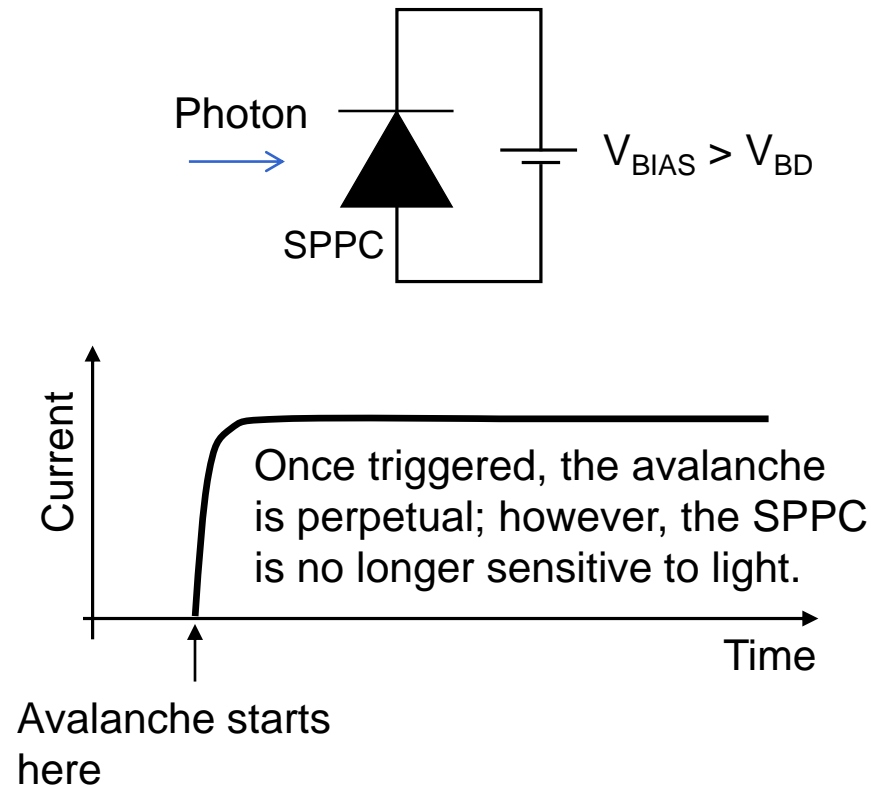 Photon
V_BIAS > V_BD
SPPC
Current
Once triggered, the avalanche
is perpetual; however, the SPPC
is no longer sensitive to light.
Time
Avalanche starts
here